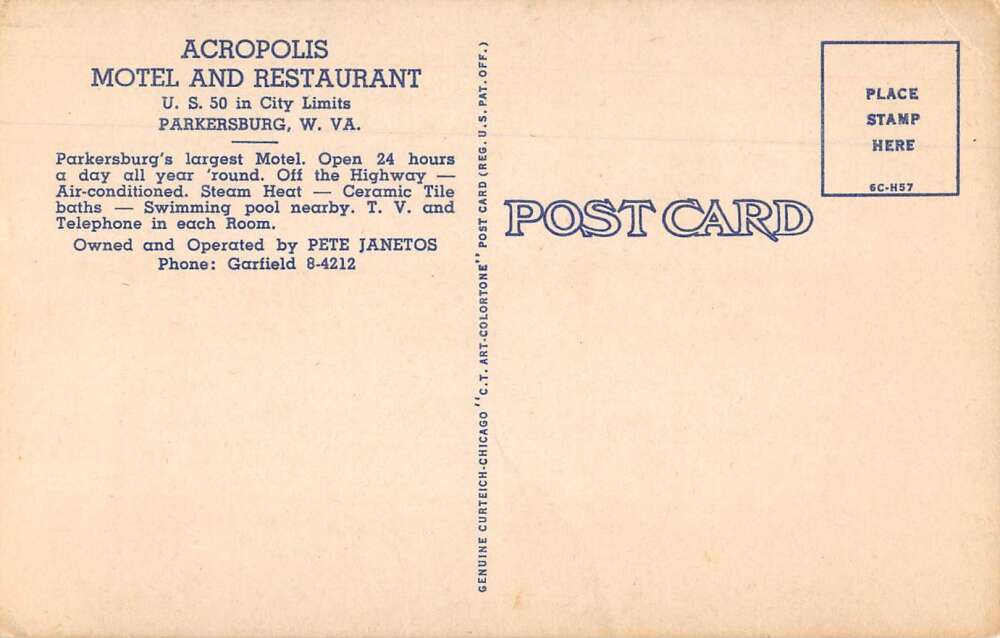 ACROPOLIS
MOTEL AND RESTAURANT
U. S. 50 in City Limits
PARKERSBURG, W. VA.
Parkersburg's largest Motel. Open 24 hours
a day all year 'round. Off the Highway —
Air-conditioned. Steam Heat — Ceramic Tile
baths — Swimming pool nearby. T. V. and
Telephone in each Room.
Owned and Operated by PETE JANETOS
Phone: Garfield 8-4212
GENUINE CURTEICH-CHICAGO "C.T. ART-COLORTONE" POST CARD (REG. U.S. PAT. OFF.)
POST CARD
PLACE
STAMP
HERE
6C-H57